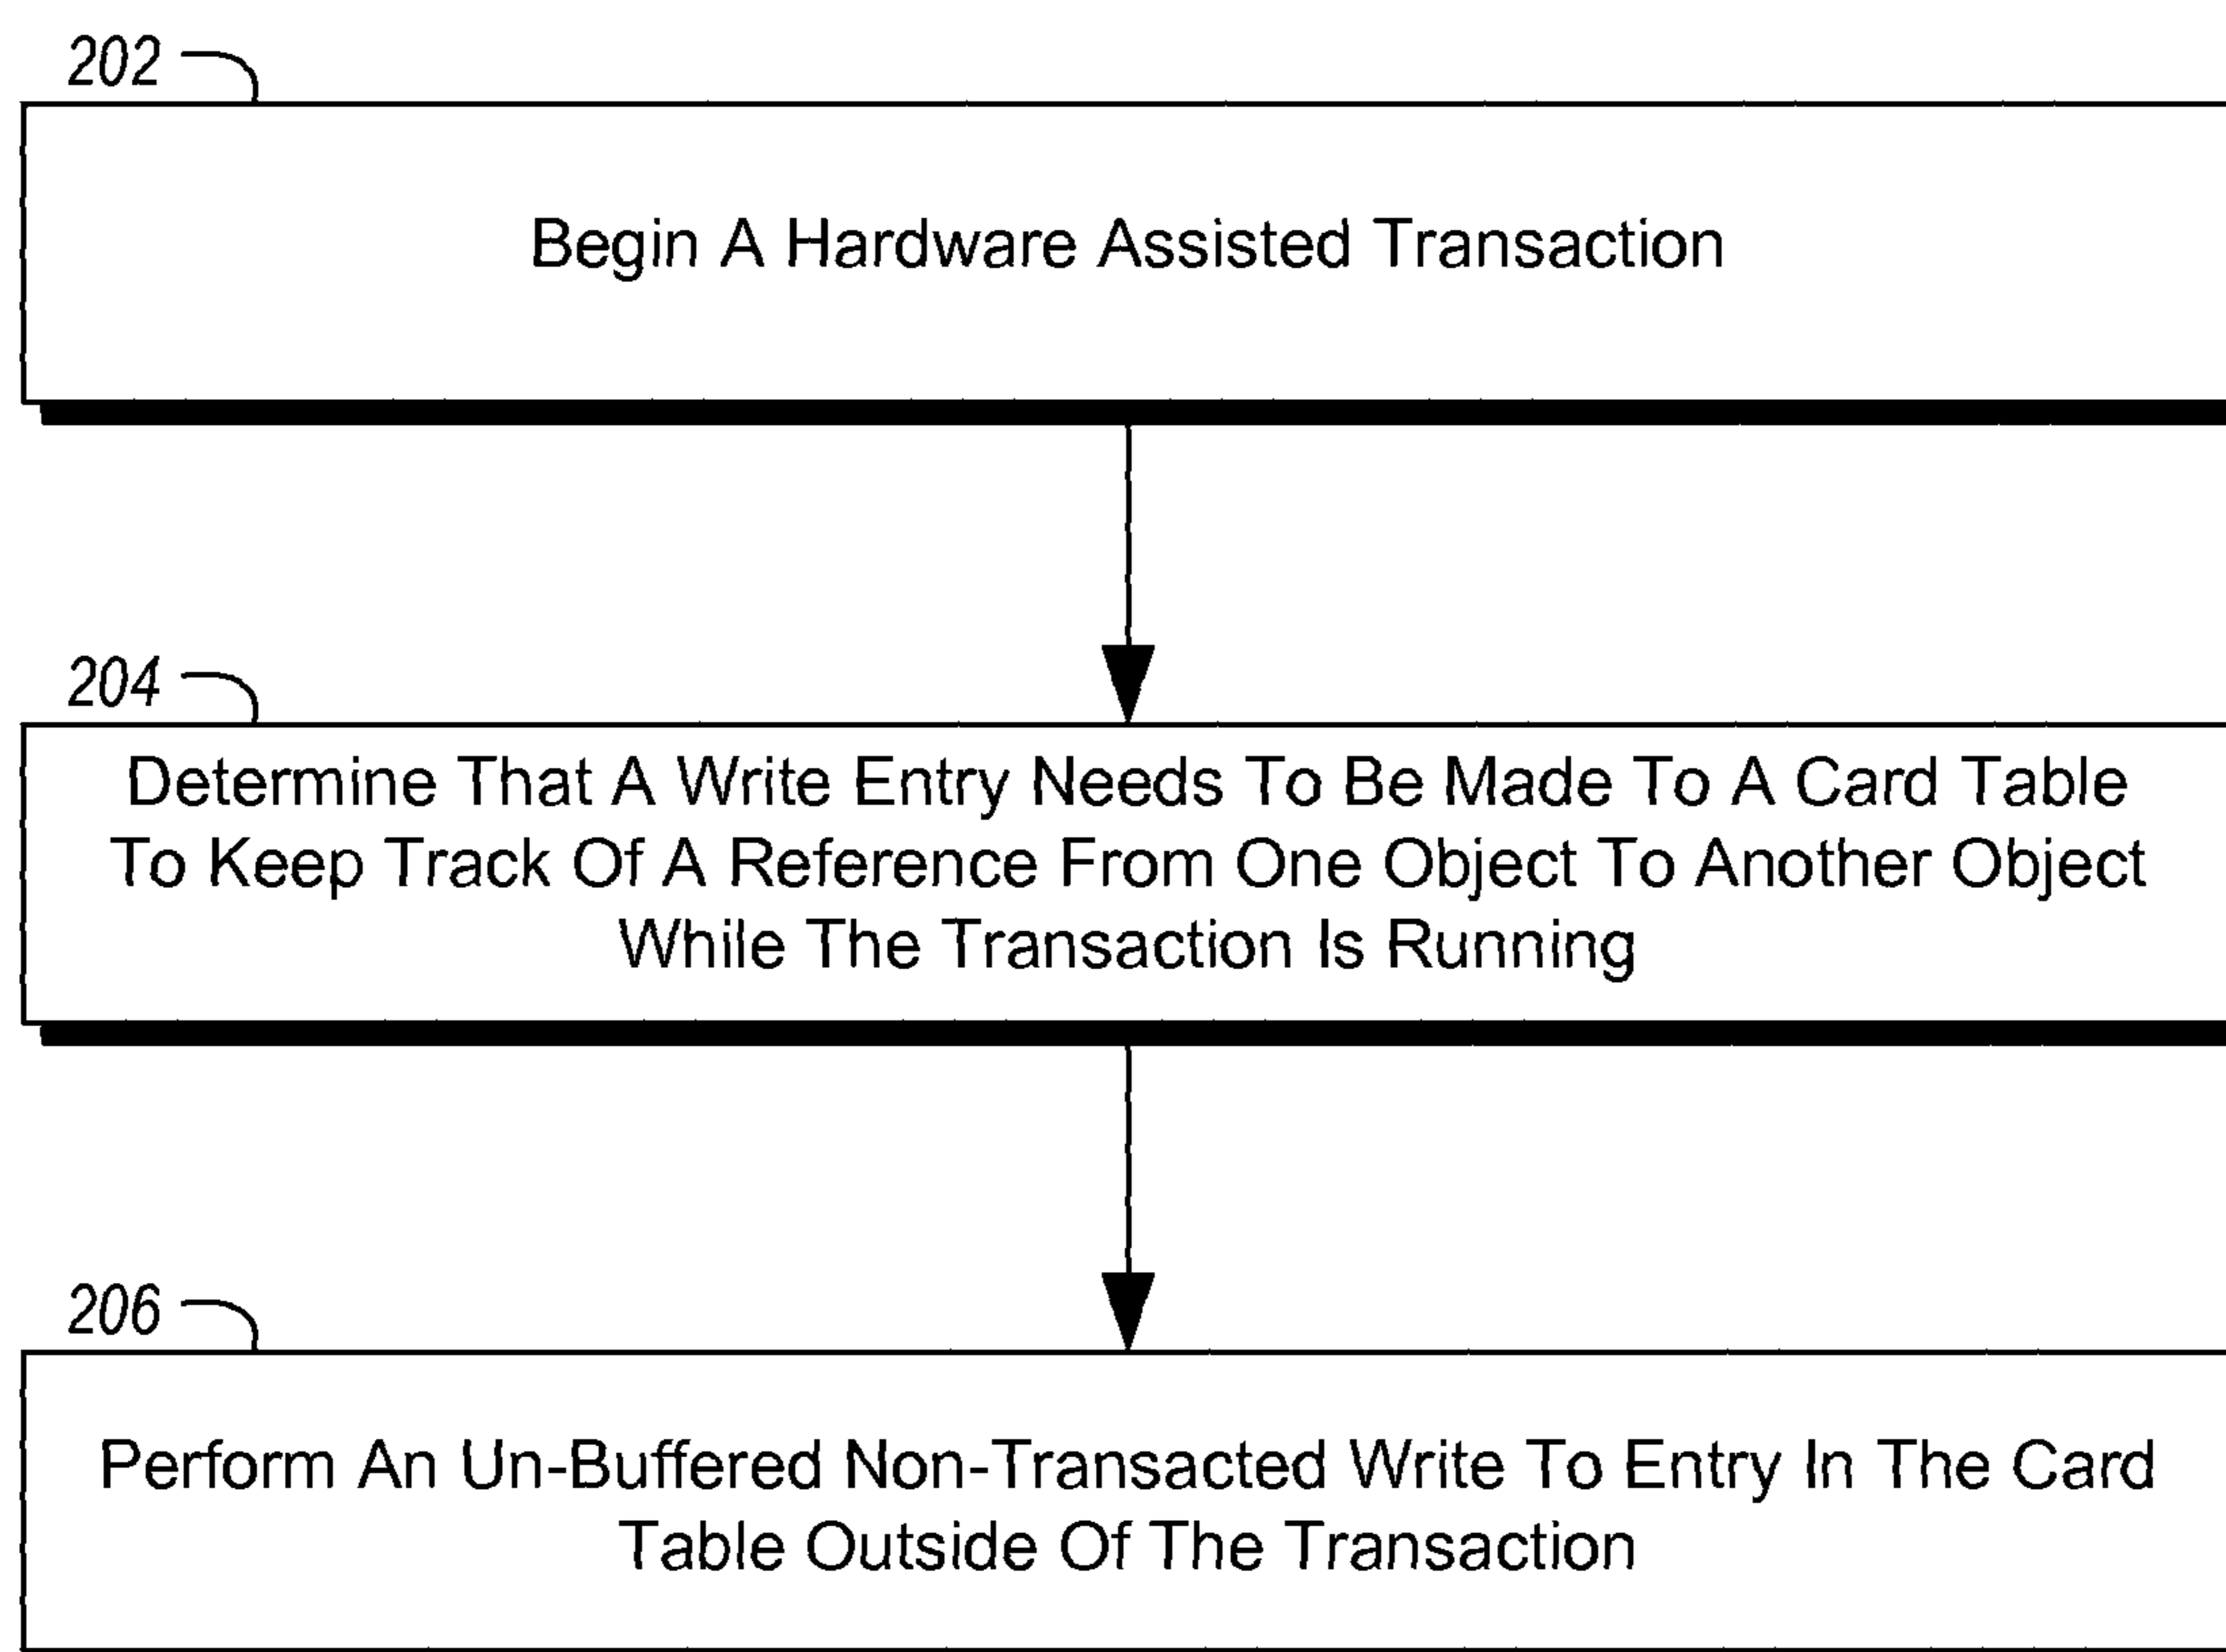 202
Begin A Hardware Assisted Transaction
204
Determine That A Write Entry Needs To Be Made To A Card Table
To Keep Track Of A Reference From One Object To Another Object
While The Transaction Is Running
206
Perform An Un-Buffered Non-Transacted Write To Entry In The Card
Table Outside Of The Transaction